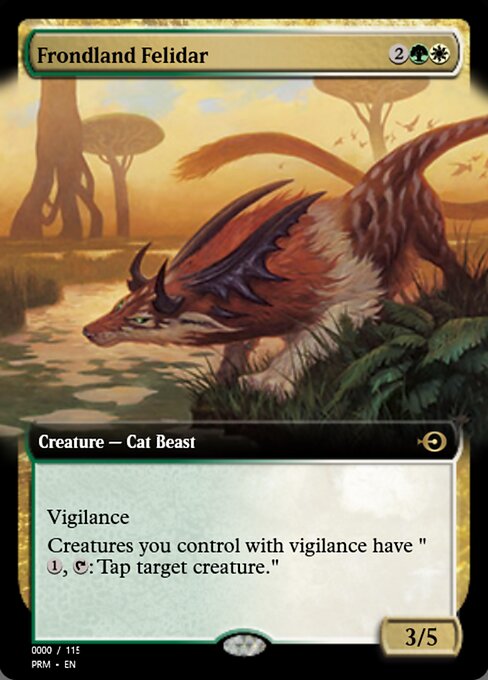 Frondland Felidar 2
Creature — Cat Beast
Vigilance
Creatures you control with vigilance have "
1, : Tap target creature."
3/5
0000 / 115
PRM • EN